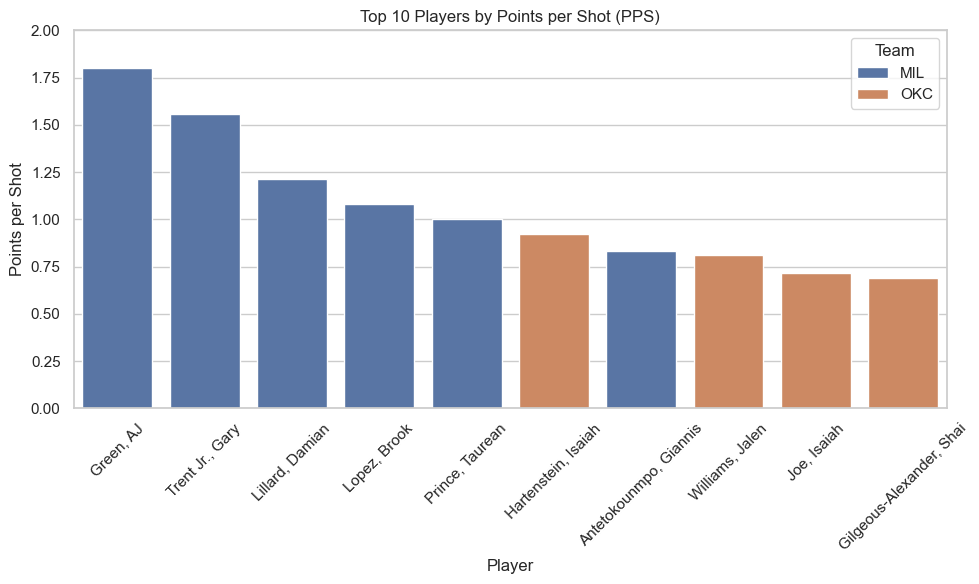 Top 10 Players by Points per Shot (PPS)
Team
MIL
OKC
Points per Shot
2.00
1.75
1.50
1.25
1.00
0.75
0.50
0.25
0.00
Green, AJ
Trent Jr., Gary
Lillard, Damian
Lopez, Brook
Prince, Taurean
Hartenstein, Isaiah
Antetokounmpo, Giannis
Williams, Jalen
Joe, Isaiah
Gilgeous-Alexander, Shai
Player